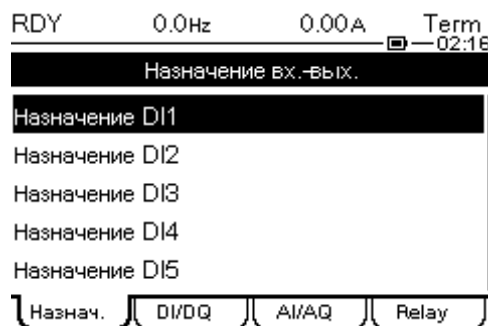 RDY 0.0Hz 0.00A Term
02:16
Назначение вх.-вых.
Назначение DI1
Назначение DI2
Назначение DI3
Назначение DI4
Назначение DI5
Назнач. DI/DQ AI/AQ Relay